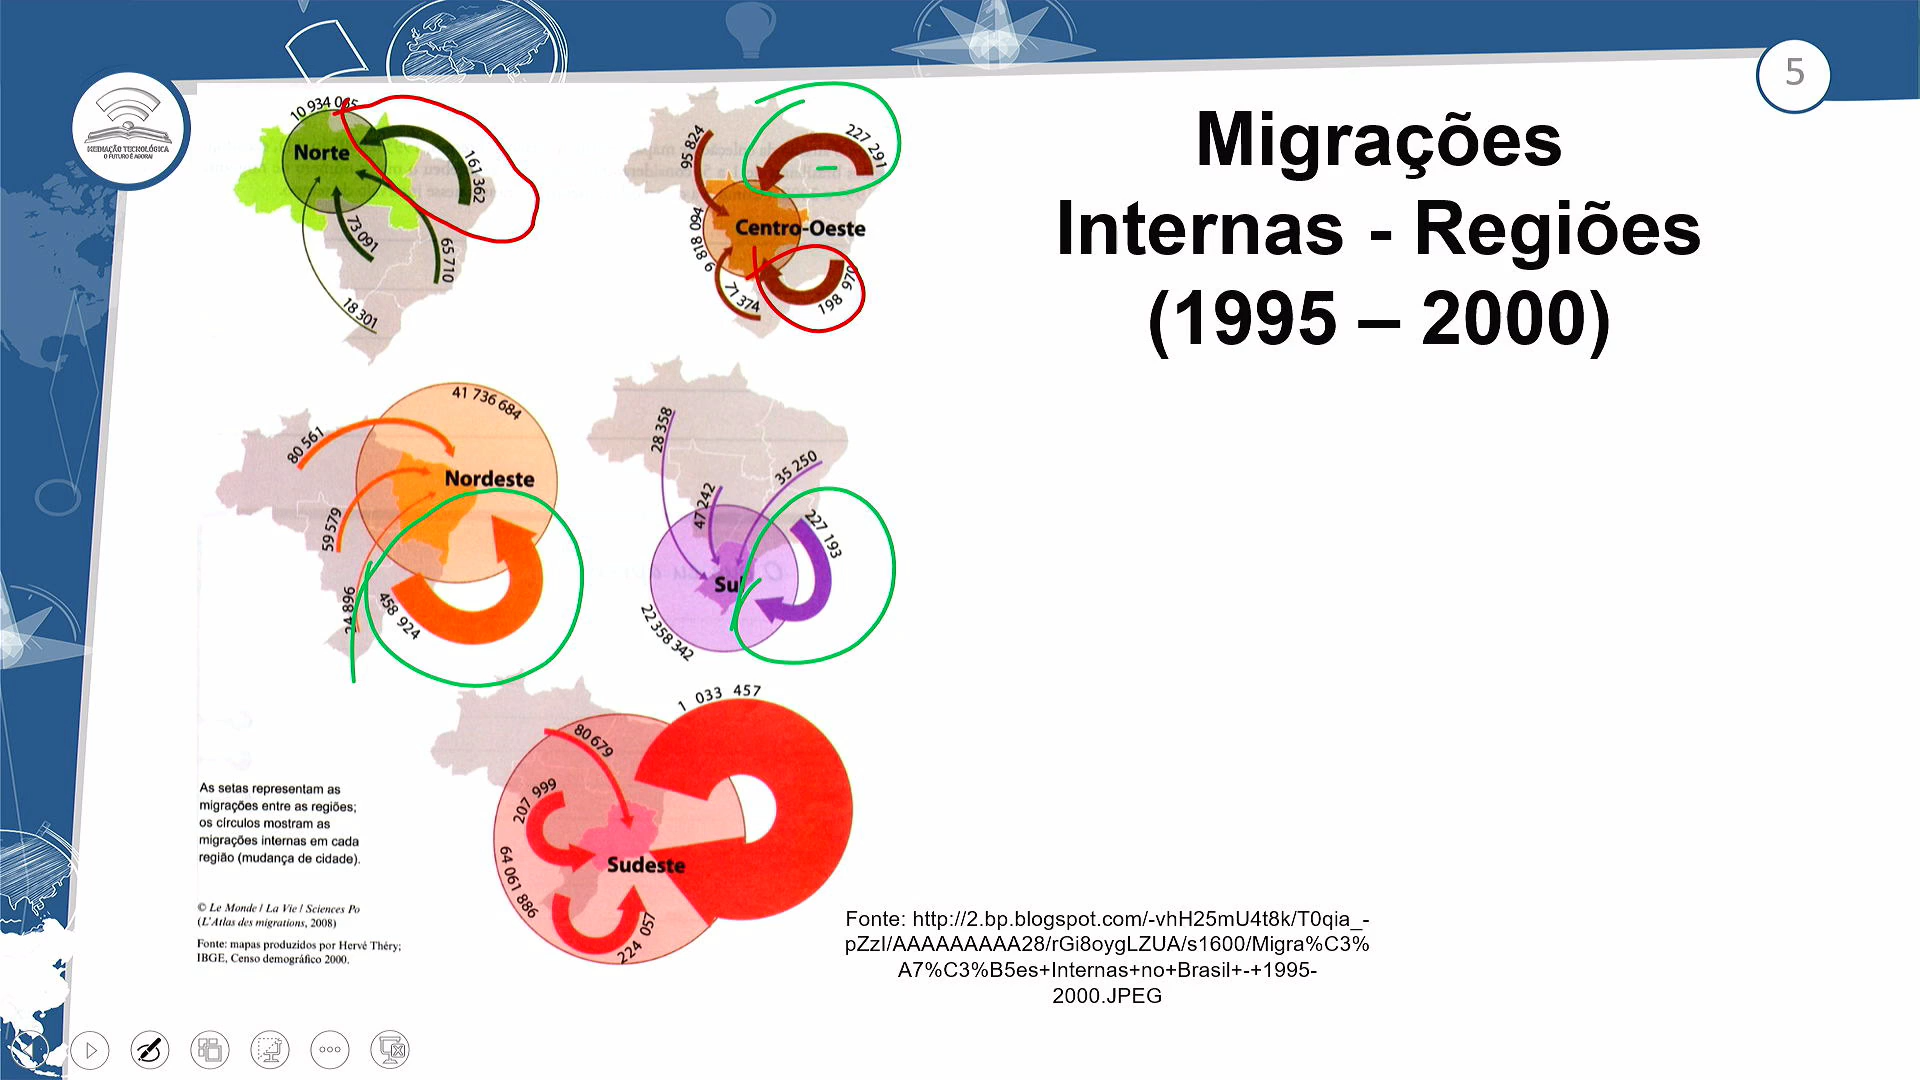 5
MEDIAÇÃO TECNOLÓGICA
O FUTURO É AGORA!
Migrações
Internas - Regiões
(1995 – 2000)
10 934 065
Norte
161 362
73 091
65 710
18 301
95 824
227 291
Centro-Oeste
6 818 094
71 374
198 970
41 736 684
80 561
Nordeste
59 579
24 896
458 924
28 358
35 250
47 242
227 193
Sul
22 358 342
1 033 457
80 679
207 999
Sudeste
64 061 886
224 057
As setas representam as
migrações entre as regiões;
os círculos mostram as
migrações internas em cada
região (mudança de cidade).
© Le Monde / La Vie / Sciences Po
(L'Atlas des migrations, 2008)
Fonte: mapas produzidos por Hervé Théry;
IBGE, Censo demográfico 2000.
Fonte: http://2.bp.blogspot.com/-vhH25mU4t8k/T0qia_-
pZzI/AAAAAAAAA28/rGi8oygLZUA/s1600/Migra%C3%
A7%C3%B5es+Internas+no+Brasil+-+1995-
2000.JPEG